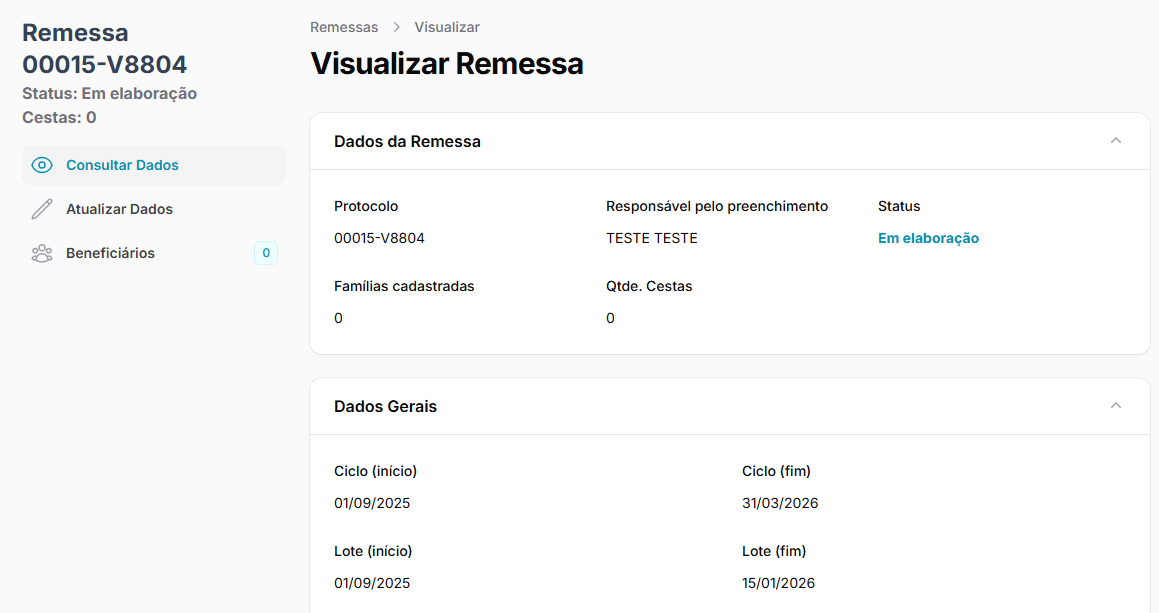 Remessa
00015-V8804
Status: Em elaboração
Cestas: 0
Consultar Dados
Atualizar Dados
Beneficiários 0
Remessas > Visualizar
Visualizar Remessa
Dados da Remessa
Protocolo Responsável pelo preenchimento Status
00015-V8804 TESTE TESTE Em elaboração
Famílias cadastradas Qtde. Cestas
0 0
Dados Gerais
Ciclo (início) Ciclo (fim)
01/09/2025 31/03/2026
Lote (início) Lote (fim)
01/09/2025 15/01/2026